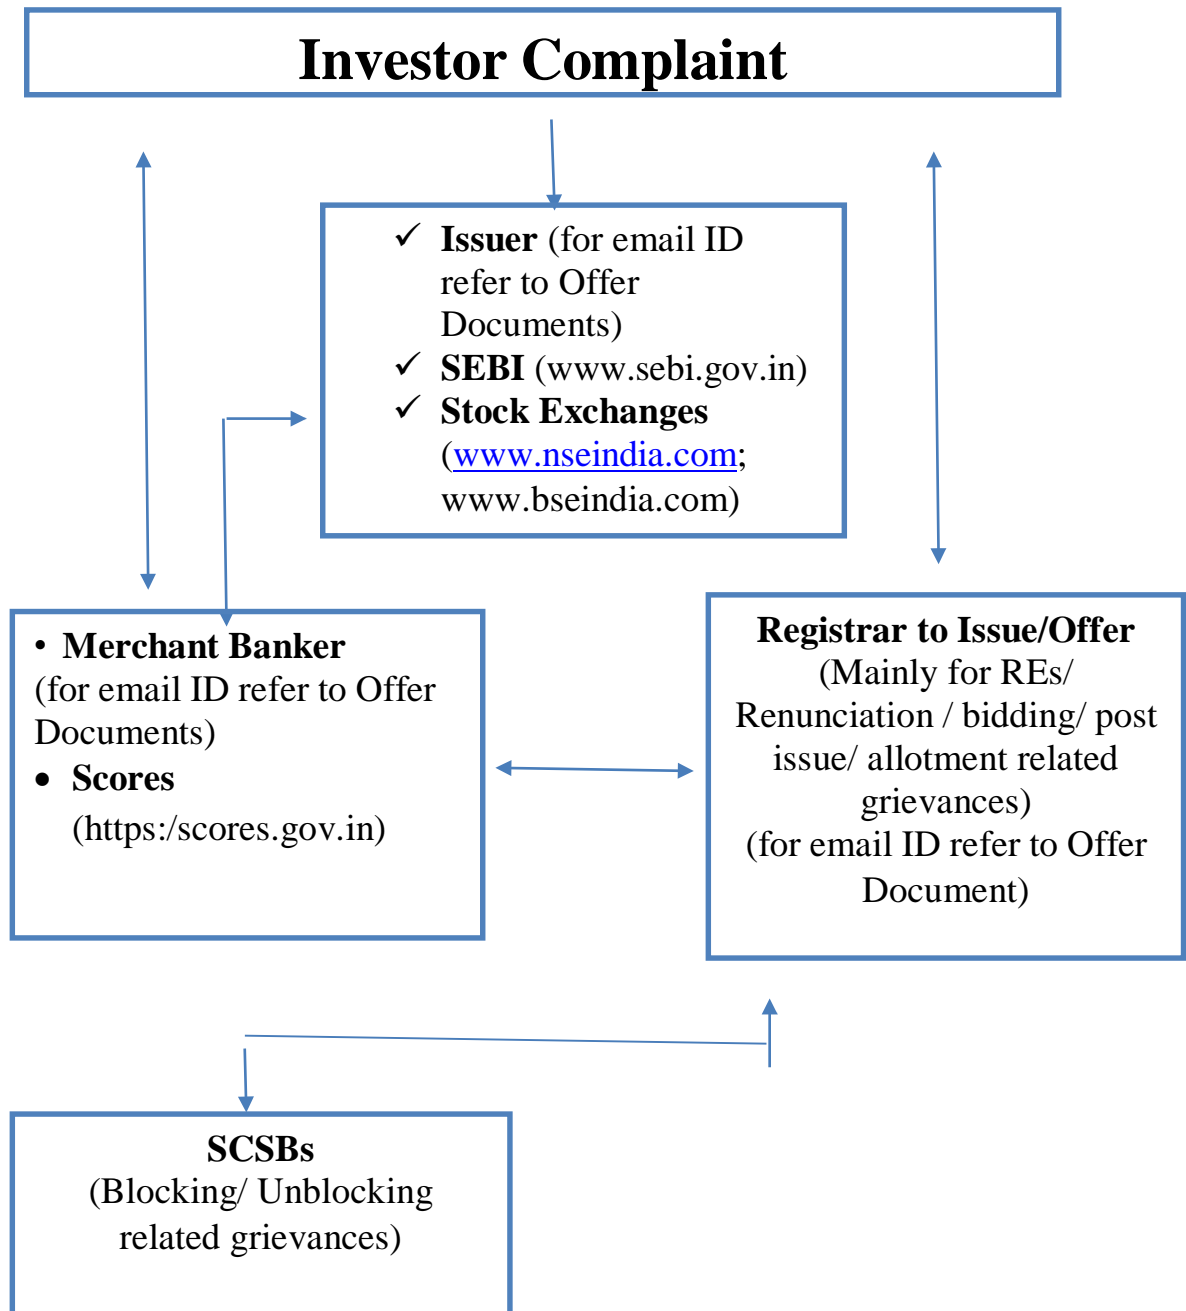 Investor Complaint
✓ Issuer (for email ID
refer to Offer
Documents)
✓ SEBI (www.sebi.gov.in)
✓ Stock Exchanges
(www.nseindia.com;
www.bseindia.com)
• Merchant Banker
(for email ID refer to Offer
Documents)
• Scores
(https:/scores.gov.in)
Registrar to Issue/Offer
(Mainly for REs/
Renunciation / bidding/ post
issue/ allotment related
grievances)
(for email ID refer to Offer
Document)
SCSBs
(Blocking/ Unblocking
related grievances)